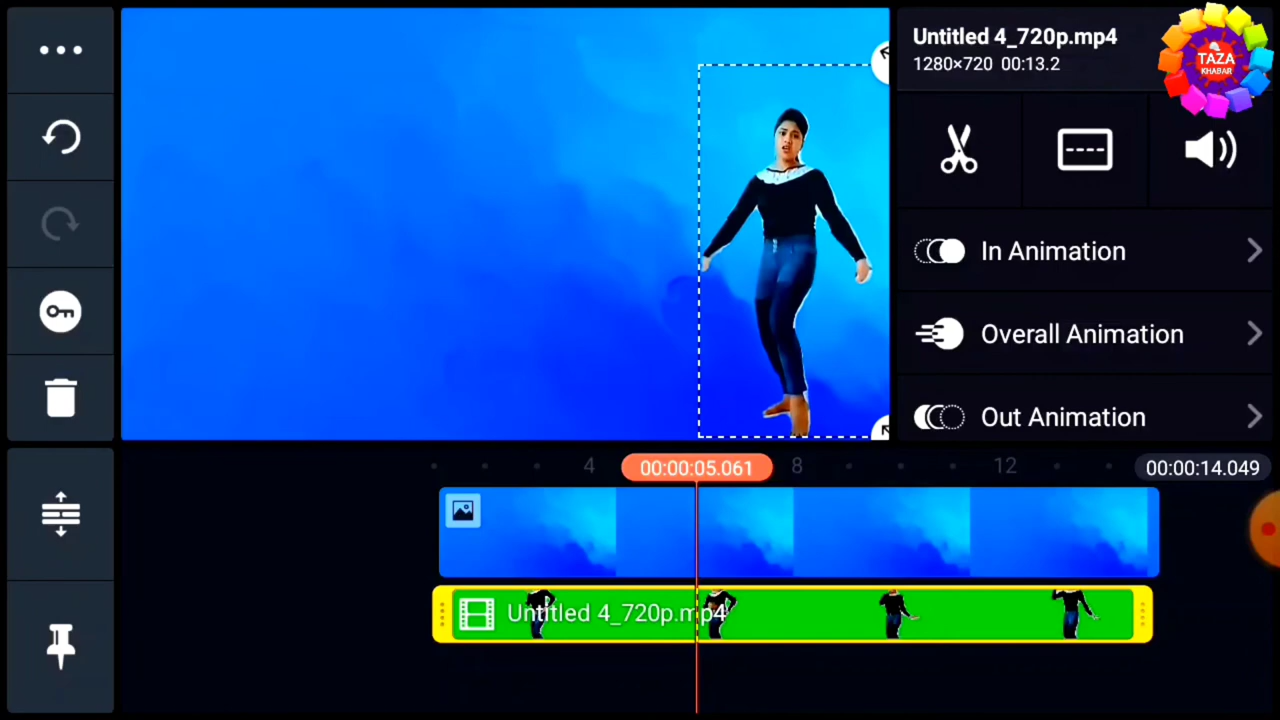 Untitled 4_720p.mp4
1280×720 00:13.2
TAZA
KHABAR
In Animation
Overall Animation
Out Animation
4
00:00:05.061
8
12
00:00:14.049
Untitled 4_720p.mp4